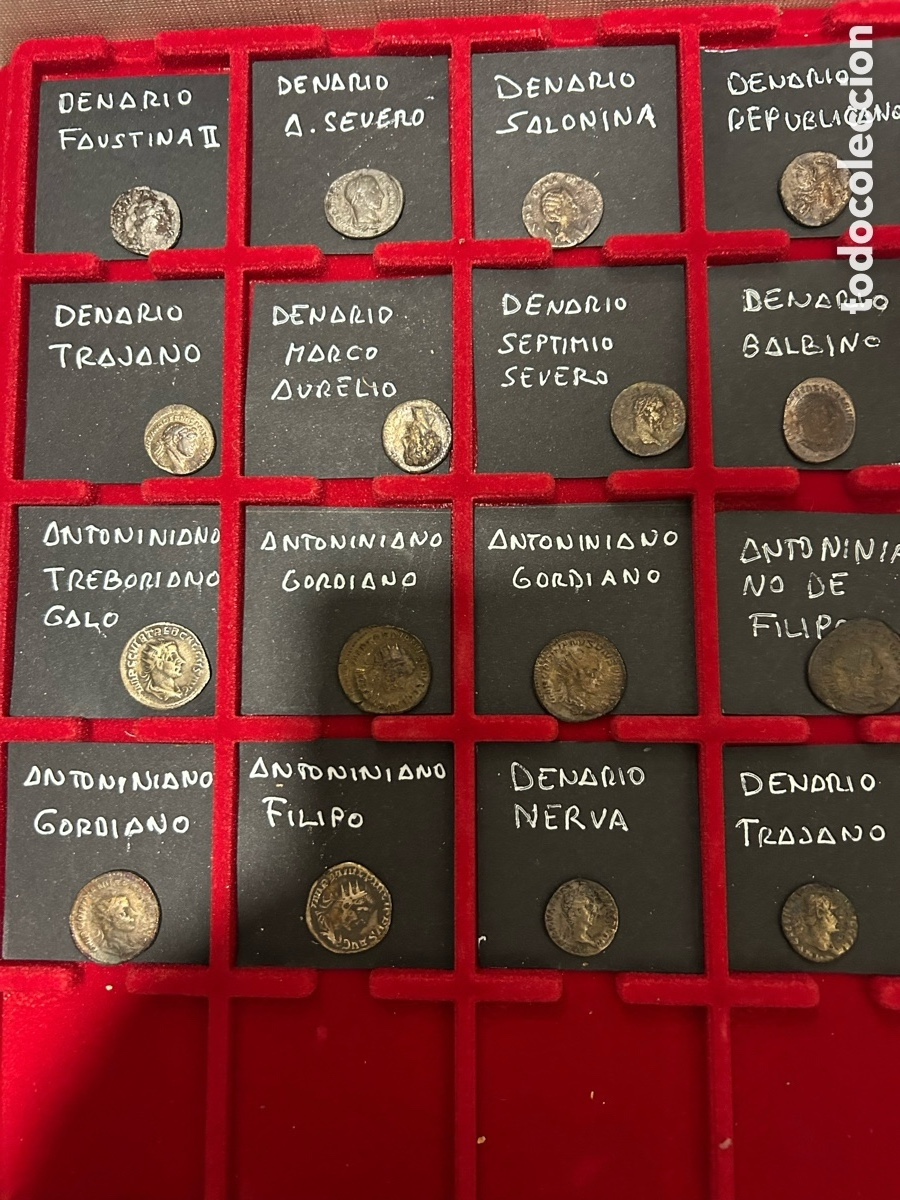 DENARIO
FAUSTINA II
DENARIO
A. SEVERO
DENARIO
SALONINA
DENARIO
REPUBLICANO
DENARIO
TRAJANO
DENARIO
MARCO
AURELIO
DENARIO
SEPTIMIO
SEVERO
DENARIO
BALBINO
ANTONINIANO
TREBORIANO
GALO
ANTONINIANO
GORDIANO
ANTONINIANO
GORDIANO
ANTONINIA
NO DE
FILIPO
ANTONINIANO
GORDIANO
ANTONINIANO
FILIPO
DENARIO
NERVA
DENARIO
TRAJANO
todocoleccion